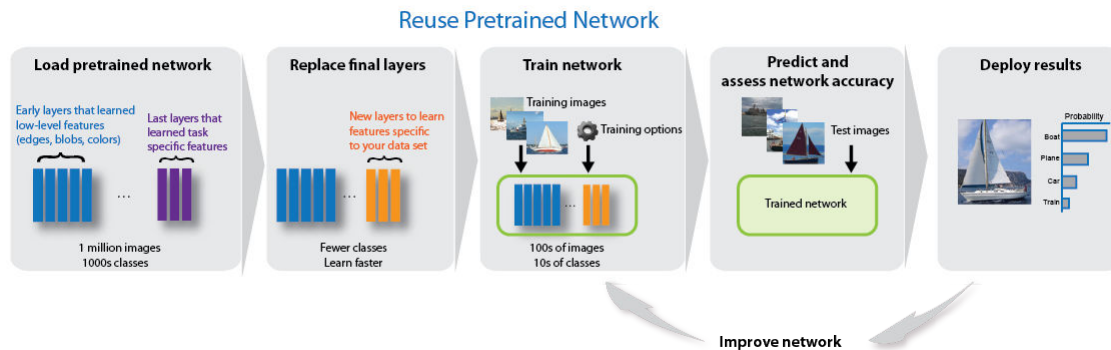 Reuse Pretrained Network
Load pretrained network
Early layers that learned
low-level features
(edges, blobs, colors)
Last layers that
learned task
specific features
...
1 million images
1000s classes
Replace final layers
New layers to learn
features specific
to your data set
...
Fewer classes
Learn faster
Train network
Training images
Training options
...
100s of images
10s of classes
Predict and
assess network accuracy
Test images
Trained network
Deploy results
Probability
Boat
Plane
Car
Train
Improve network